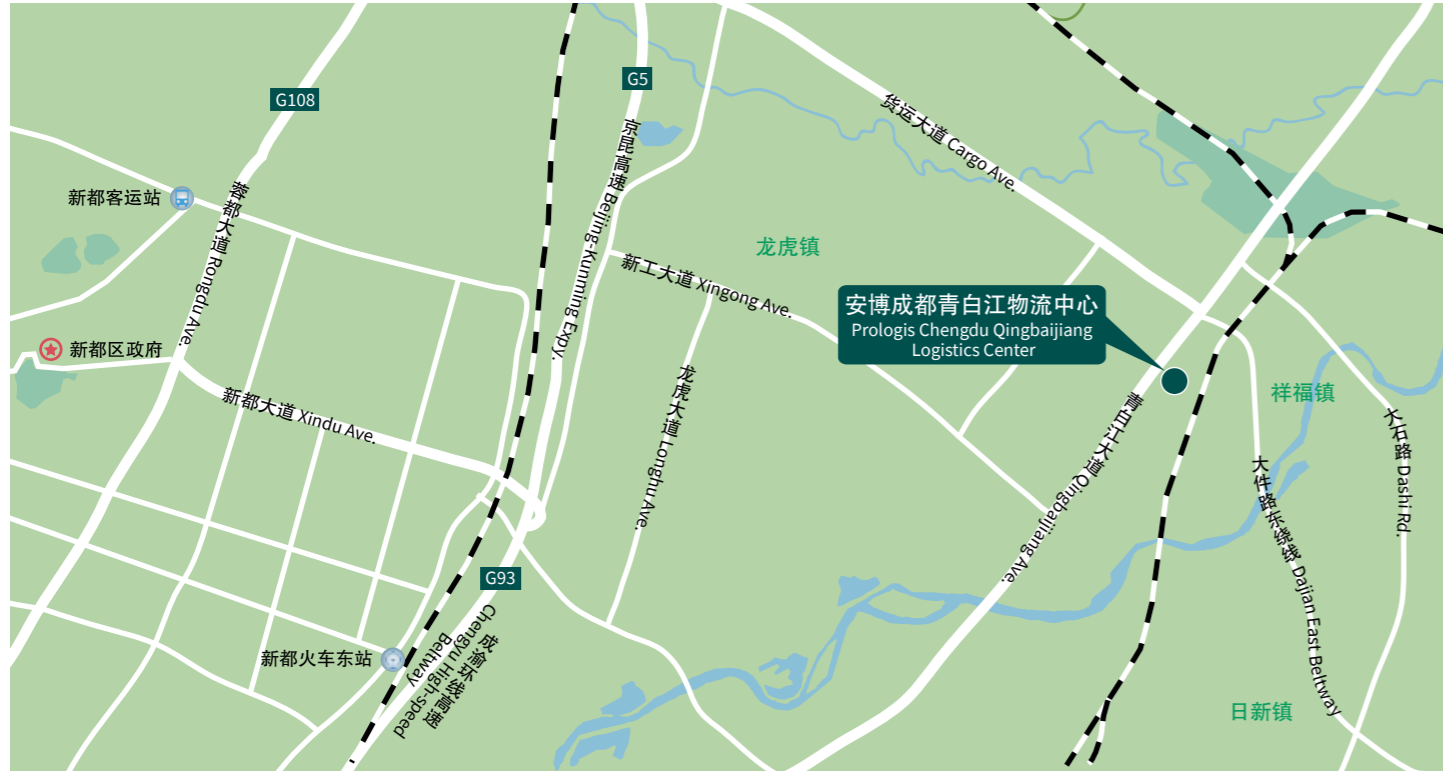 G108
G5
京昆高速 Beijing-Kunming Expy.
货运大道 Cargo Ave.
新都客运站
蓉都大道 Rongdu Ave.
龙虎镇
新工大道 Xingong Ave.
安博成都青白江物流中心
Prologis Chengdu Qingbaijiang
Logistics Center
新都区政府
新都大道 Xindu Ave.
龙虎大道 Longhu Ave.
青白江大道 Qingbaijiang Ave.
祥福镇
大石路 Dashi Rd.
大件路东绕线 Dajian East Beltway
G93
成渝环线高速
Chengyu High-speed
Beltway
新都火车东站
日新镇